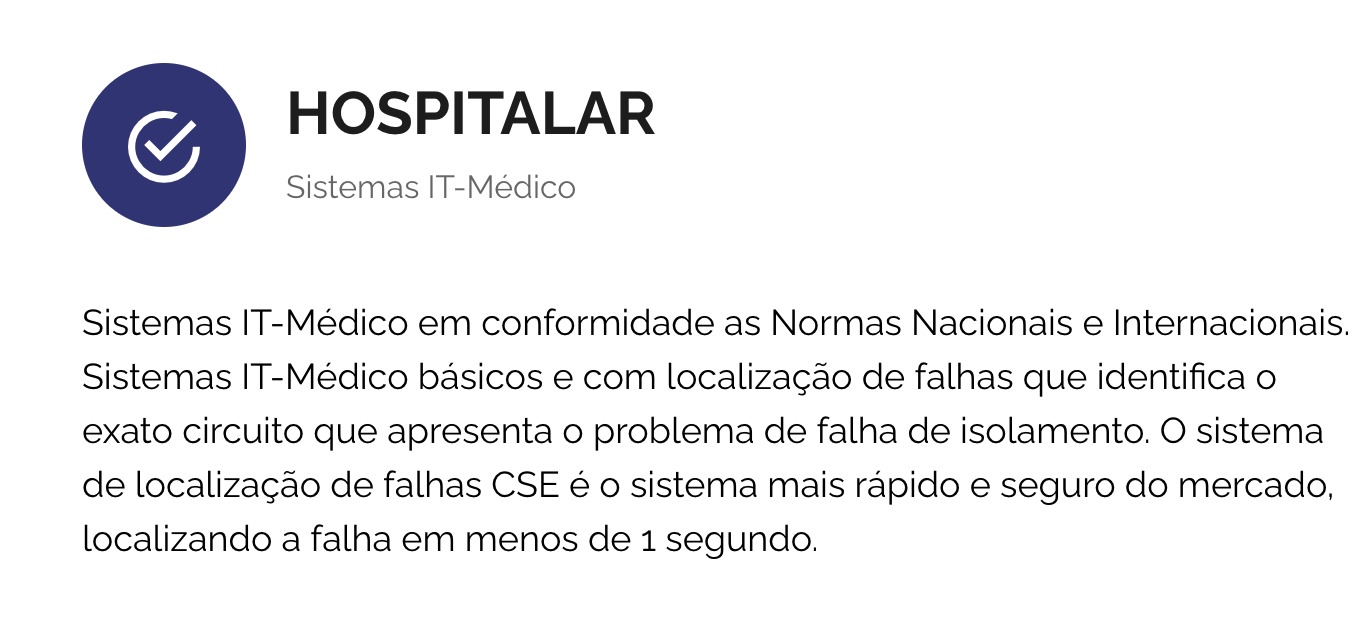 HOSPITALAR
Sistemas IT-Médico
Sistemas IT-Médico em conformidade as Normas Nacionais e Internacionais.
Sistemas IT-Médico básicos e com localização de falhas que identifica o
exato circuito que apresenta o problema de falha de isolamento. O sistema
de localização de falhas CSE é o sistema mais rápido e seguro do mercado,
localizando a falha em menos de 1 segundo.